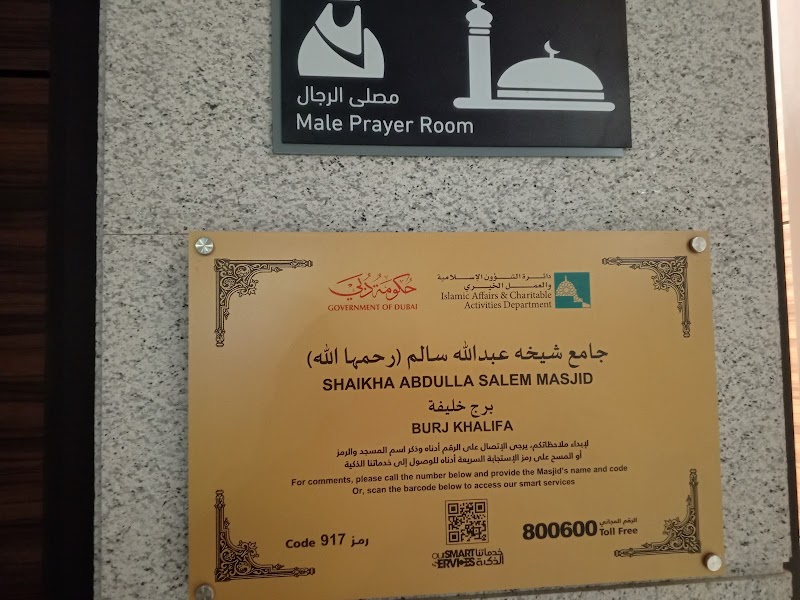 مصلى الرجال
Male Prayer Room
حكومة دبي
GOVERNMENT OF DUBAI
دائرة الشؤون الإسلامية
والعمل الخيري
Islamic Affairs & Charitable
Activities Department
جامع شيخه عبدالله سالم (رحمها الله)
SHAIKHA ABDULLA SALEM MASJID
برج خليفة
BURJ KHALIFA
لإبداء ملاحظاتكم، يرجى الإتصال على الرقم أدناه وذكر اسم المسجد والرمز
أو المسح على رمز الإستجابة السريعة أدناه للوصول إلى خدماتنا الذكية
For comments, please call the number below and provide the Masjid's name and code
Or, scan the barcode below to access our smart services
Code 917 رمز
OUR SMART SERVICES خدماتنا الذكية
800600 الرقم المجاني Toll Free